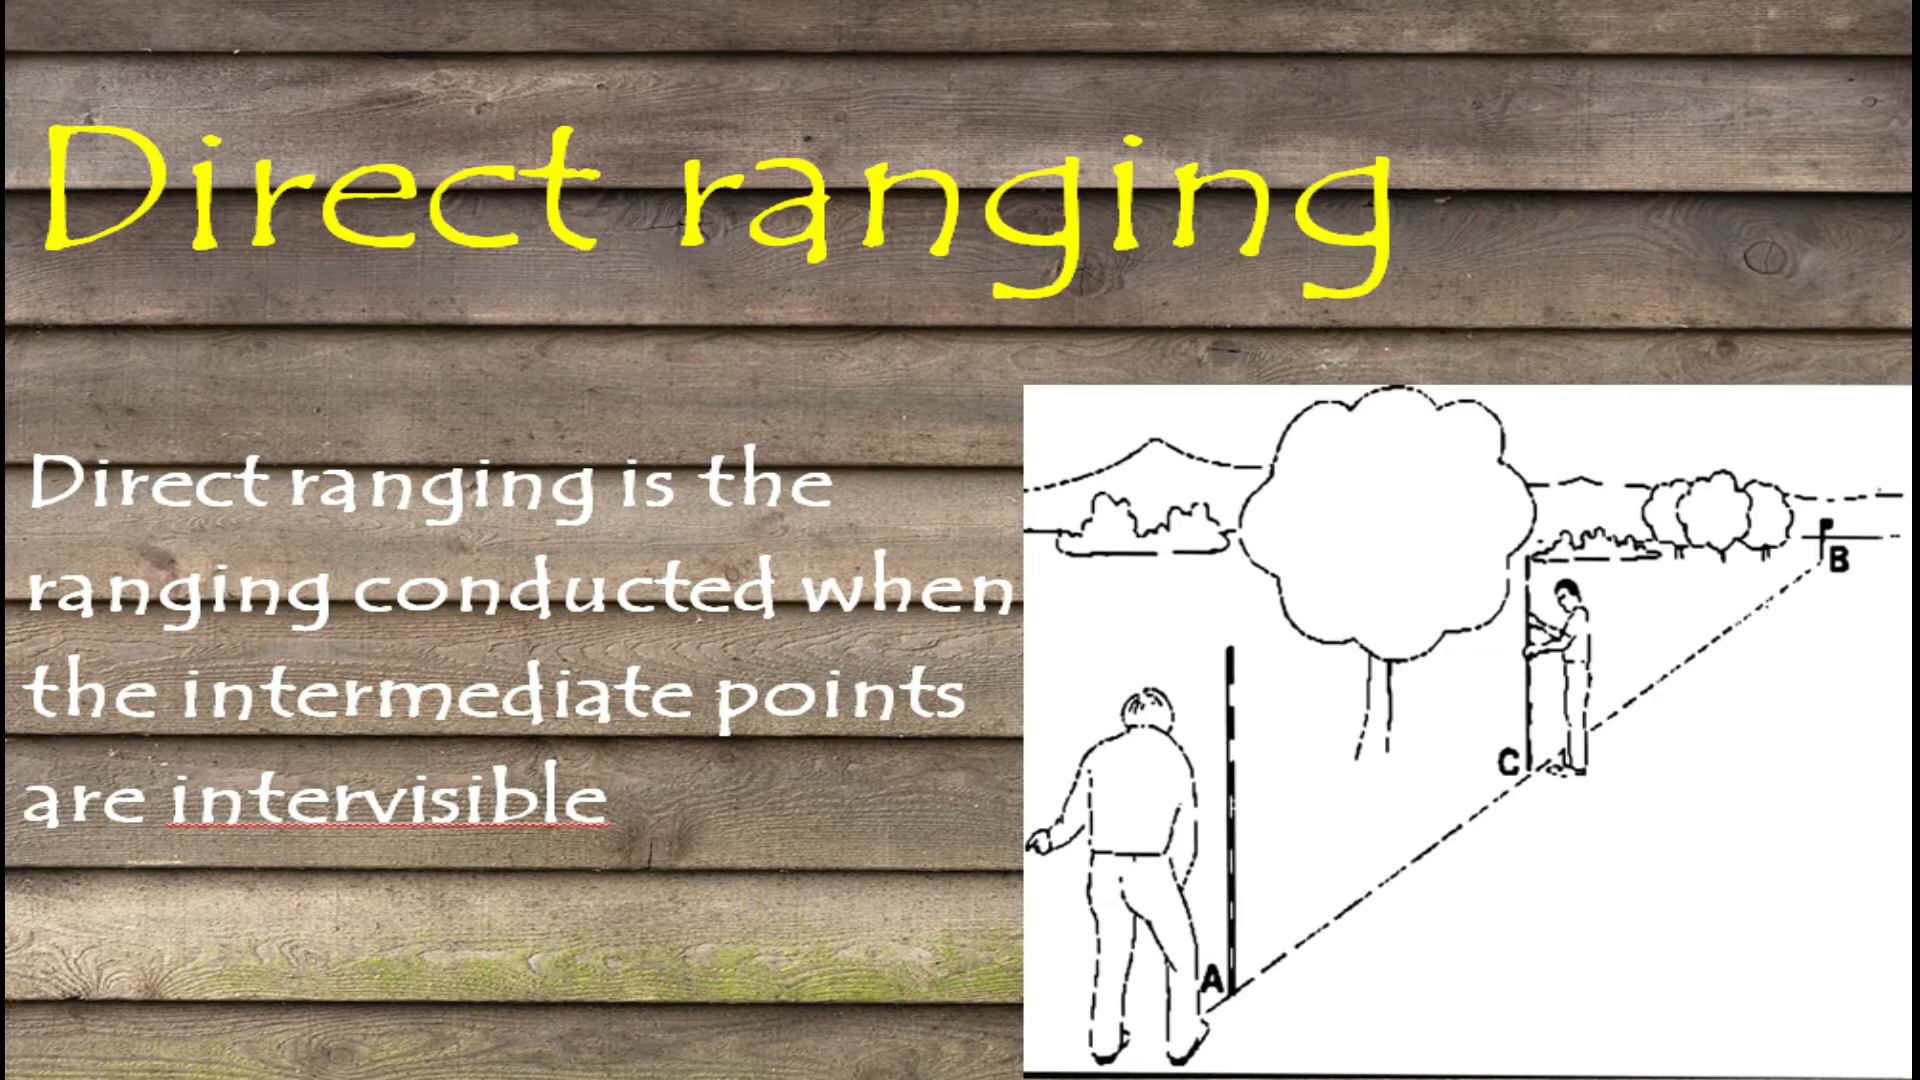 Direct ranging
Direct ranging is the
ranging conducted when
the intermediate points
are intervisible
B
C
A